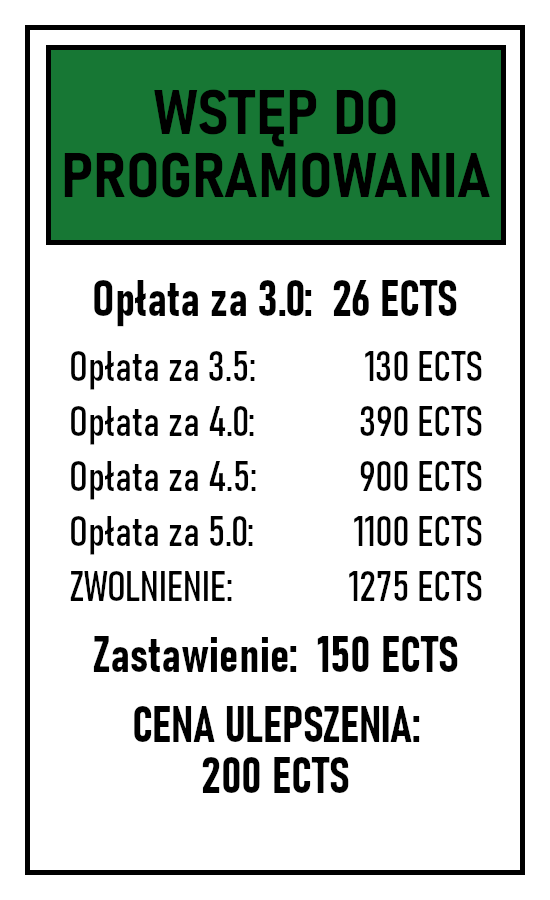 WSTĘP DO
PROGRAMOWANIA
Opłata za 3.0: 26 ECTS
Opłata za 3.5: 130 ECTS
Opłata za 4.0: 390 ECTS
Opłata za 4.5: 900 ECTS
Opłata za 5.0: 1100 ECTS
ZWOLNIENIE: 1275 ECTS
Zastawienie: 150 ECTS
CENA ULEPSZENIA:
200 ECTS